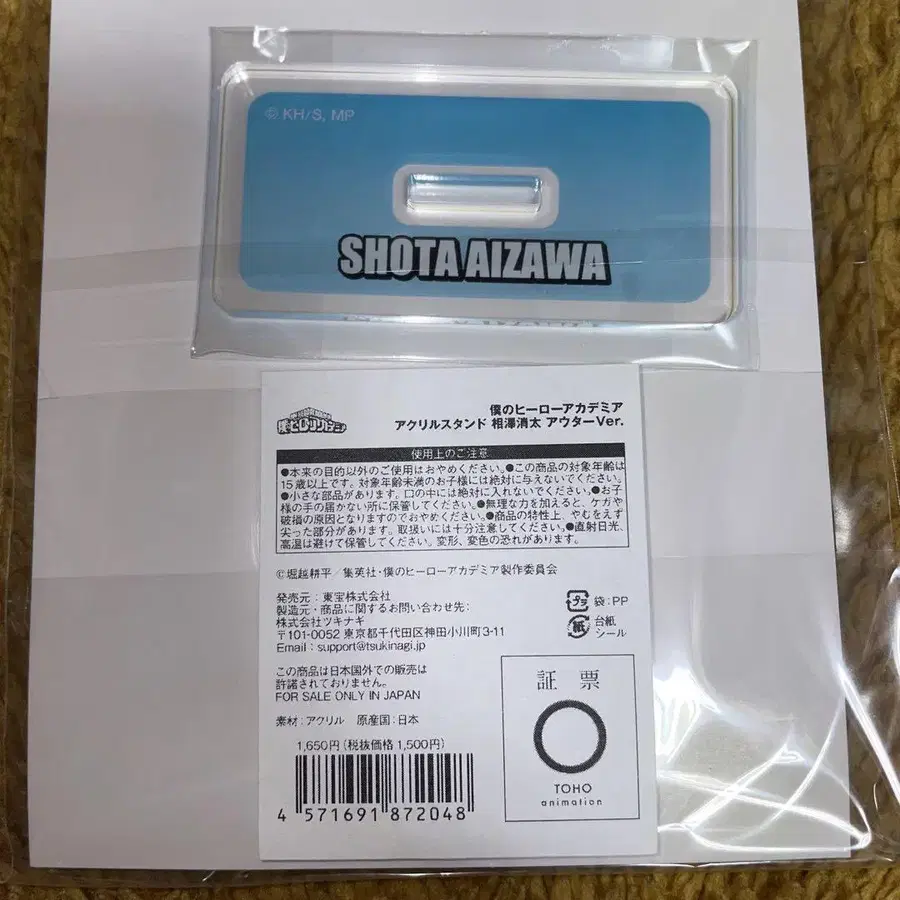 © KH/S, MP
SHOTA AIZAWA
僕のヒーローアカデミア
僕のヒーローアカデミア
アクリルスタンド 相澤消太 アウターVer.
使用上のご注意
●本来の目的以外のご使用はおやめください。●この商品の対象年齢は
15歳以上です。対象年齢未満のお子様には絶対に与えないでください。
●小さな部品があります。口の中には絶対に入れないでください。●お子
様の手の届かない所に保管してください。●無理な力を加えると、ケガや
破損の原因となりますのでおやめください。●商品の特性上、やむをえず
尖った部分があります。取扱いには十分注意してください。●直射日光、
高温は避けて保管してください。変形、変色の恐れがあります。
©堀越耕平／集英社・僕のヒーローアカデミア製作委員会
発売元：東宝株式会社
製造元・商品に関するお問い合わせ先：
株式会社ツキナギ
〒101-0052 東京都千代田区神田小川町3-11
Email：support@tsukinagi.jp
プラ 袋：PP
紙 台紙
シール
この商品は日本国外での販売は
許諾されておりません。
FOR SALE ONLY IN JAPAN
素材：アクリル 原産国：日本
1,650円（税抜価格 1,500円）
4 571691 872048
証票
TOHO
animation